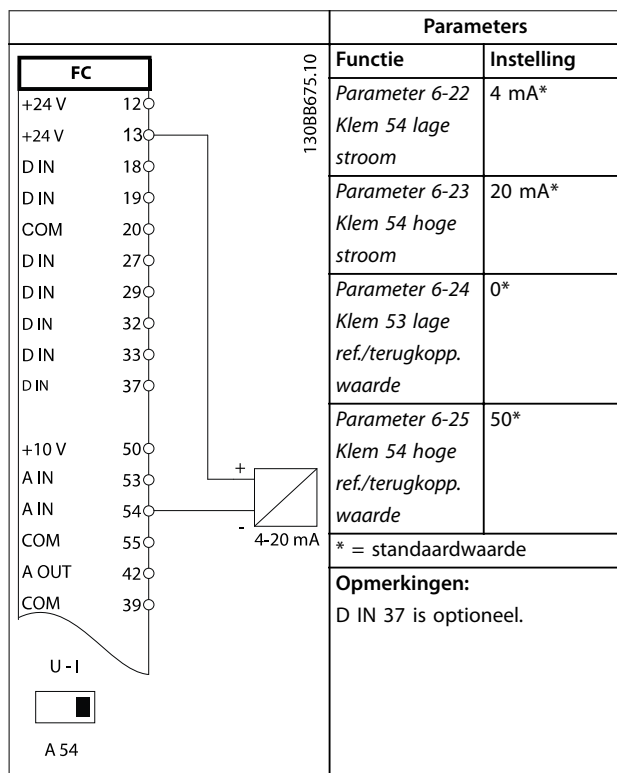 FC
+24 V 12
+24 V 13
D IN 18
D IN 19
COM 20
D IN 27
D IN 29
D IN 32
D IN 33
D IN 37
+10 V 50
A IN 53
A IN 54
COM 55
A OUT 42
COM 39
U - I
A 54
+
-
4-20 mA
130BB675.10
Parameters
Functie Instelling
Parameter 6-22 4 mA*
Klem 54 lage
stroom
Parameter 6-23 20 mA*
Klem 54 hoge
stroom
Parameter 6-24 0*
Klem 53 lage
ref./terugkopp.
waarde
Parameter 6-25 50*
Klem 54 hoge
ref./terugkopp.
waarde
* = standaardwaarde
Opmerkingen:
D IN 37 is optioneel.